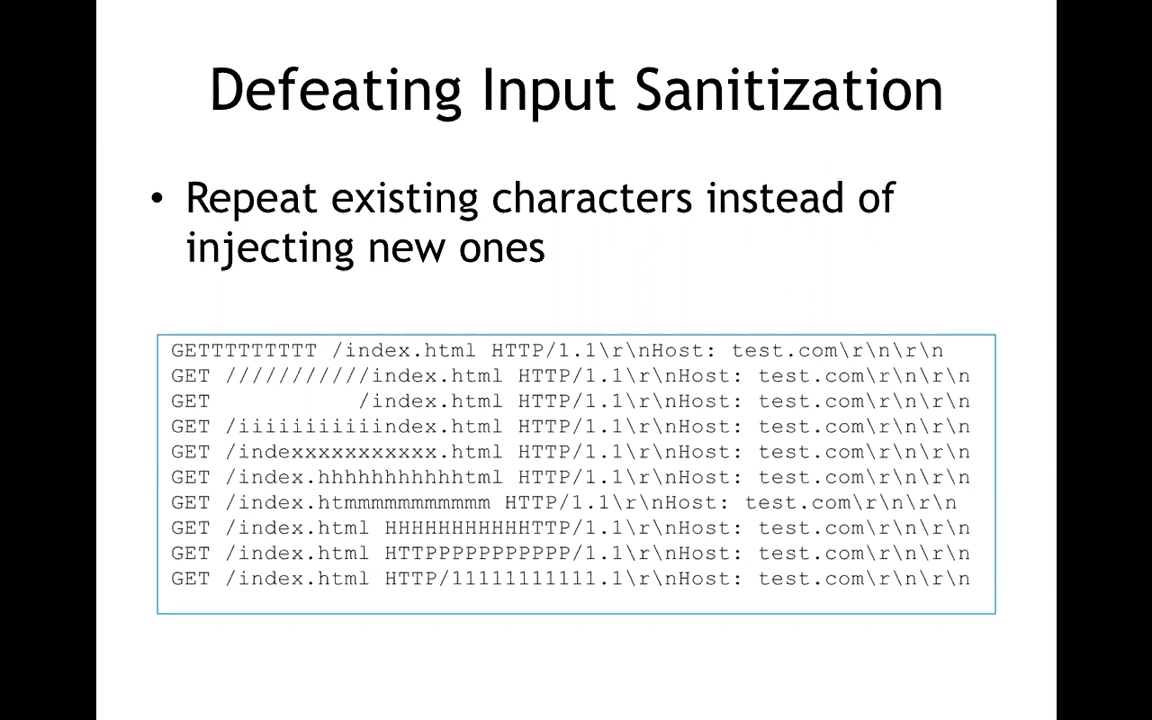 Defeating Input Sanitization
• Repeat existing characters instead of
injecting new ones
GETTTTTTTTT /index.html HTTP/1.1\r\nHost: test.com\r\n\r\n
GET ///////////index.html HTTP/1.1\r\nHost: test.com\r\n\r\n
GET           /index.html HTTP/1.1\r\nHost: test.com\r\n\r\n
GET /iiiiiiiiiiindex.html HTTP/1.1\r\nHost: test.com\r\n\r\n
GET /indexxxxxxxxxxx.html HTTP/1.1\r\nHost: test.com\r\n\r\n
GET /index.hhhhhhhhhhhtml HTTP/1.1\r\nHost: test.com\r\n\r\n
GET /index.htmmmmmmmmmmm HTTP/1.1\r\nHost: test.com\r\n\r\n
GET /index.html HHHHHHHHHHHTTP/1.1\r\nHost: test.com\r\n\r\n
GET /index.html HTTPPPPPPPPPPP/1.1\r\nHost: test.com\r\n\r\n
GET /index.html HTTP/11111111111.1\r\nHost: test.com\r\n\r\n